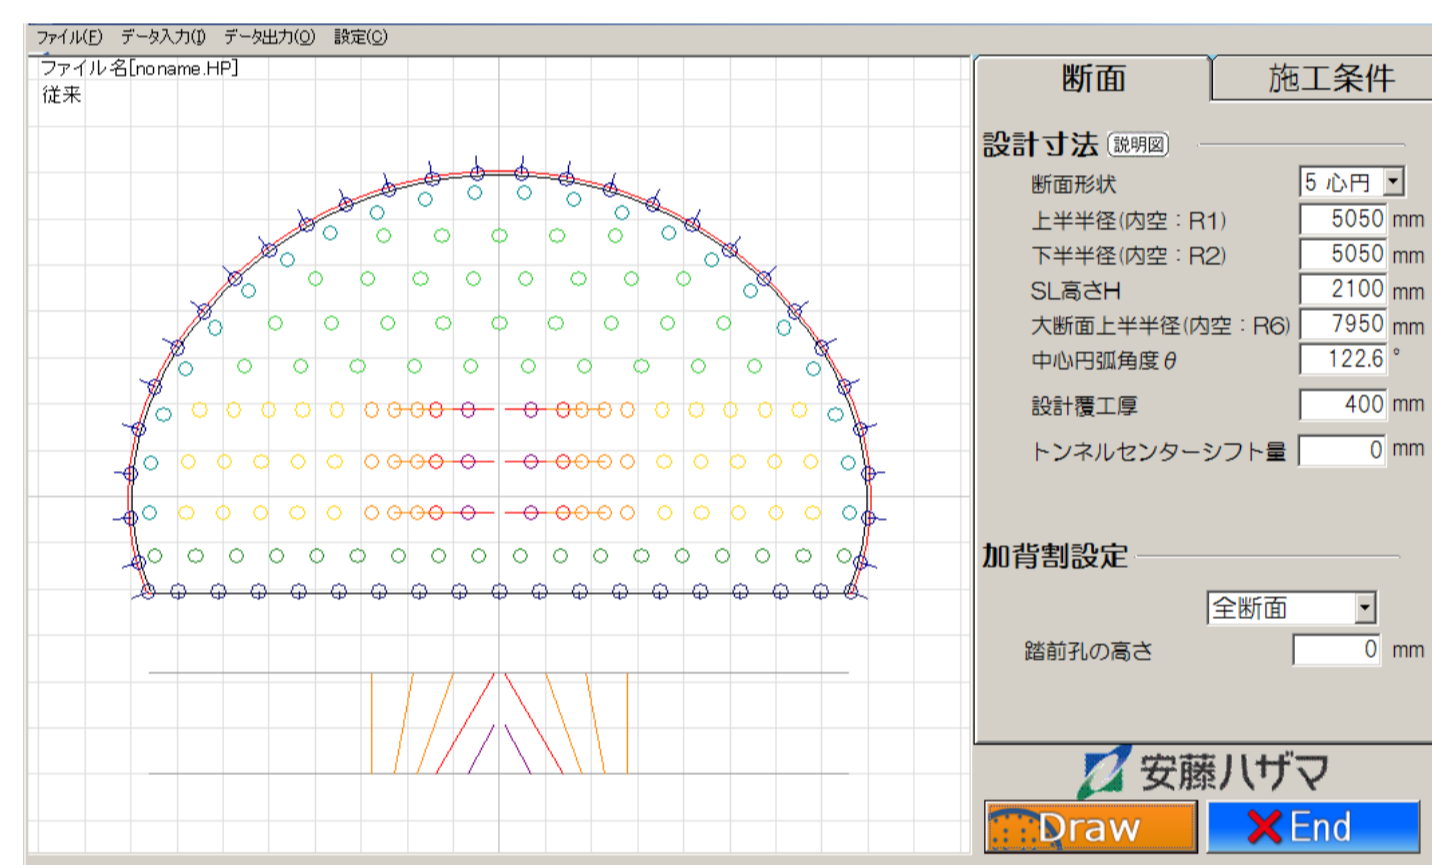 ファイル(F) データ入力(I) データ出力(O) 設定(C)
ファイル名[noname.HP]
従来
断面 施工条件
設計寸法 説明図
断面形状 5 心円
上半半径(内空：R1) 5050 mm
下半半径(内空：R2) 5050 mm
SL高さH 2100 mm
大断面上半半径(内空：R6) 7950 mm
中心円弧角度θ 122.6 °
設計覆工厚 400 mm
トンネルセンターシフト量 0 mm
加背割設定
全断面
踏前孔の高さ 0 mm
安藤ハザマ
Draw End